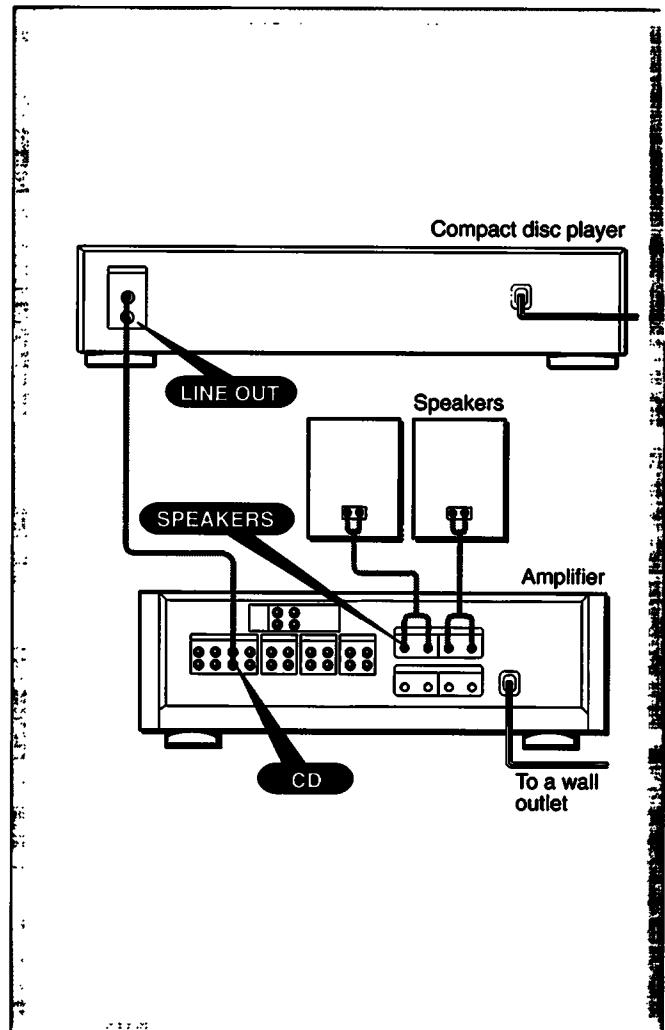 Compact disc player
LINE OUT
Speakers
SPEAKERS
Amplifier
CD
To a wall
outlet